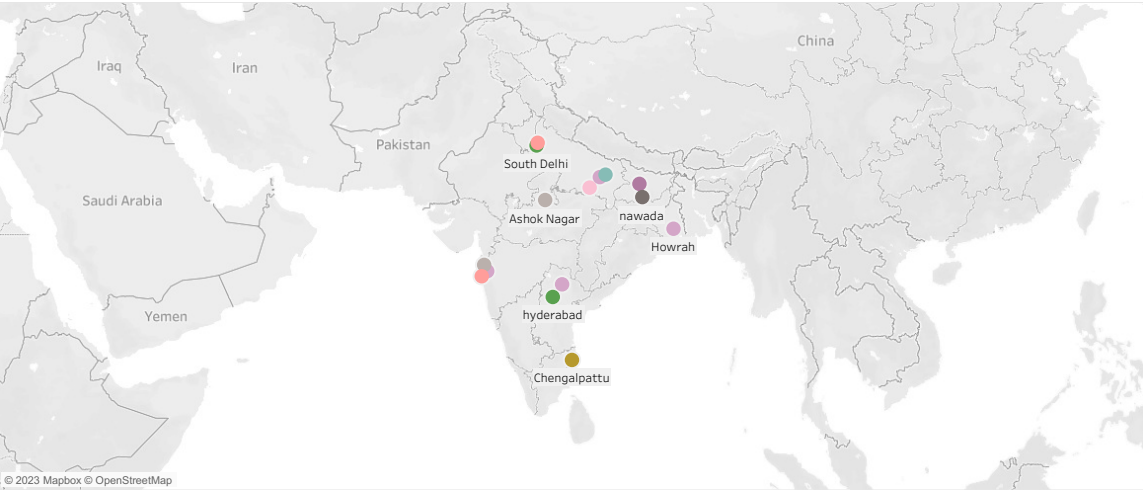 China
Iraq
Iran
Pakistan
South Delhi
Saudi Arabia
Ashok Nagar
nawada
Howrah
Yemen
hyderabad
Chengalpattu
© 2023 Mapbox © OpenStreetMap